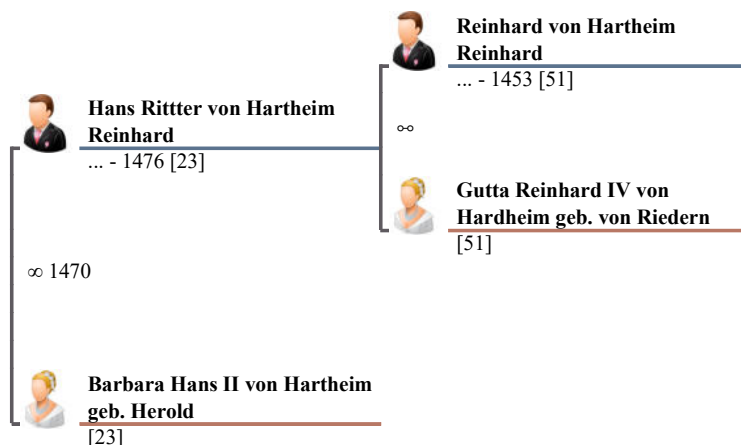 Reinhard von Hartheim
Reinhard
... - 1453 [51]
Hans Rittter von Hartheim
Reinhard
... - 1476 [23]
⚯
Gutta Reinhard IV von
Hardheim geb. von Riedern
[51]
∞ 1470
Barbara Hans II von Hartheim
geb. Herold
[23]